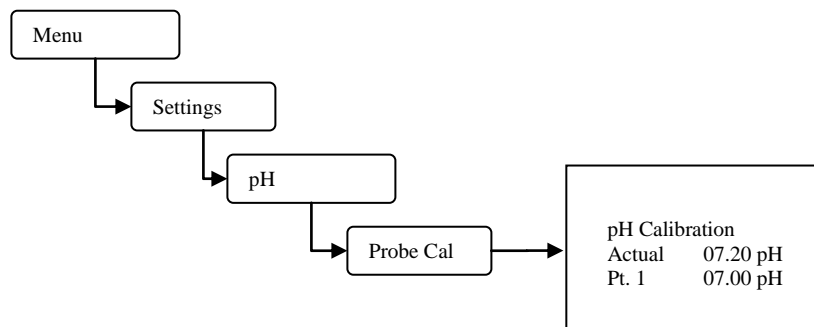 Menu
Settings
pH
Probe Cal
pH Calibration
Actual 07.20 pH
Pt. 1 07.00 pH